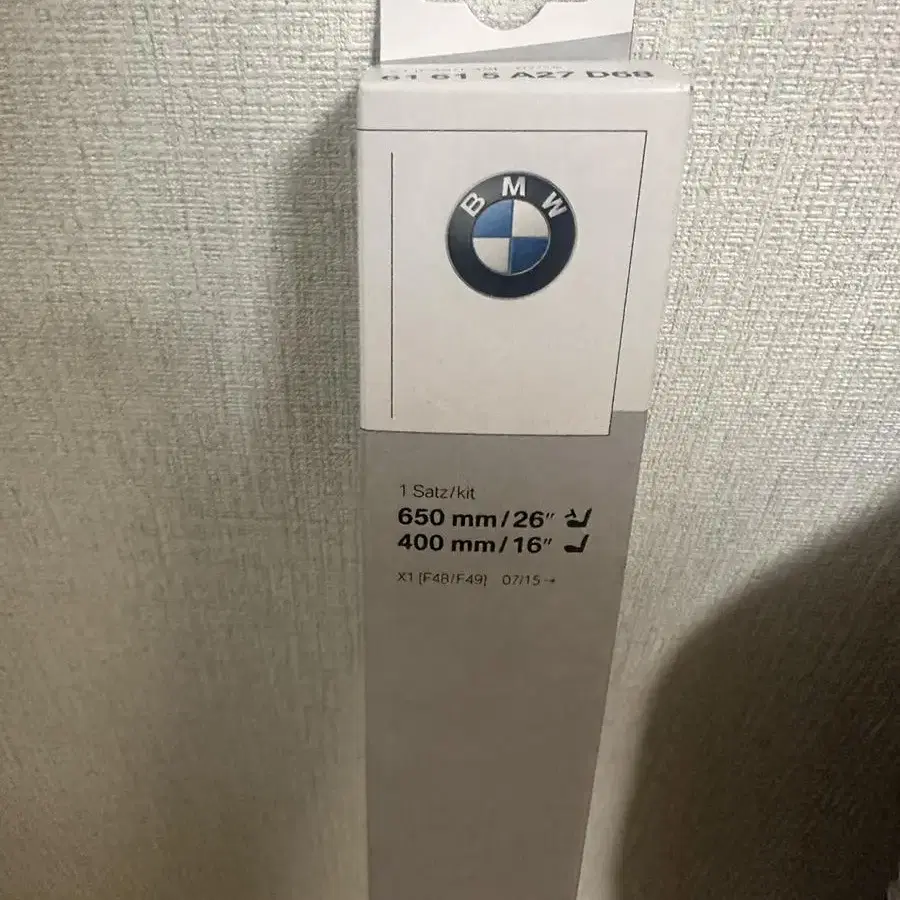 61 61 5 A27 D68
BMW
1 Satz/kit
650 mm/26″
400 mm/16″
X1 (F48/F49) 07/15→